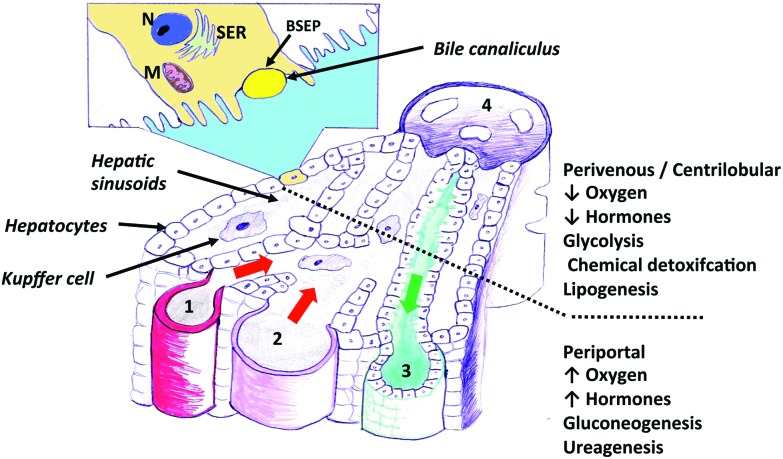 N
SER
M
BSEP
Bile canaliculus
4
Hepatic
sinusoids
Hepatocytes
Kupffer cell
1
2
3
Perivenous / Centrilobular
↓ Oxygen
↓ Hormones
Glycolysis
Chemical detoxifcation
Lipogenesis
Periportal
↑ Oxygen
↑ Hormones
Gluconeogenesis
Ureagenesis